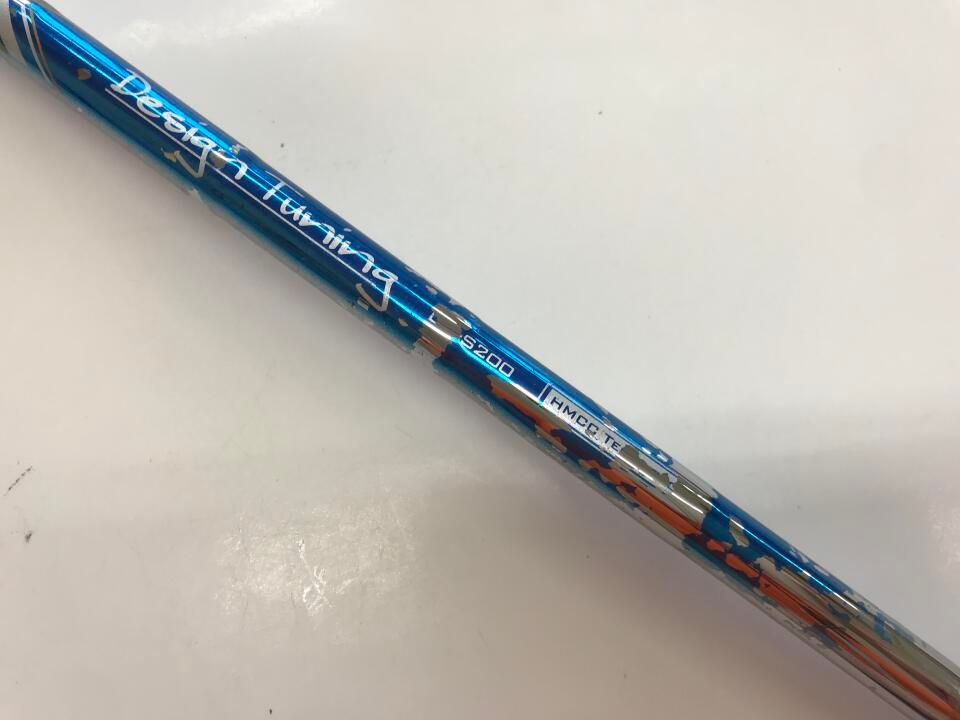 Design Tuning
S200
HMCC TE